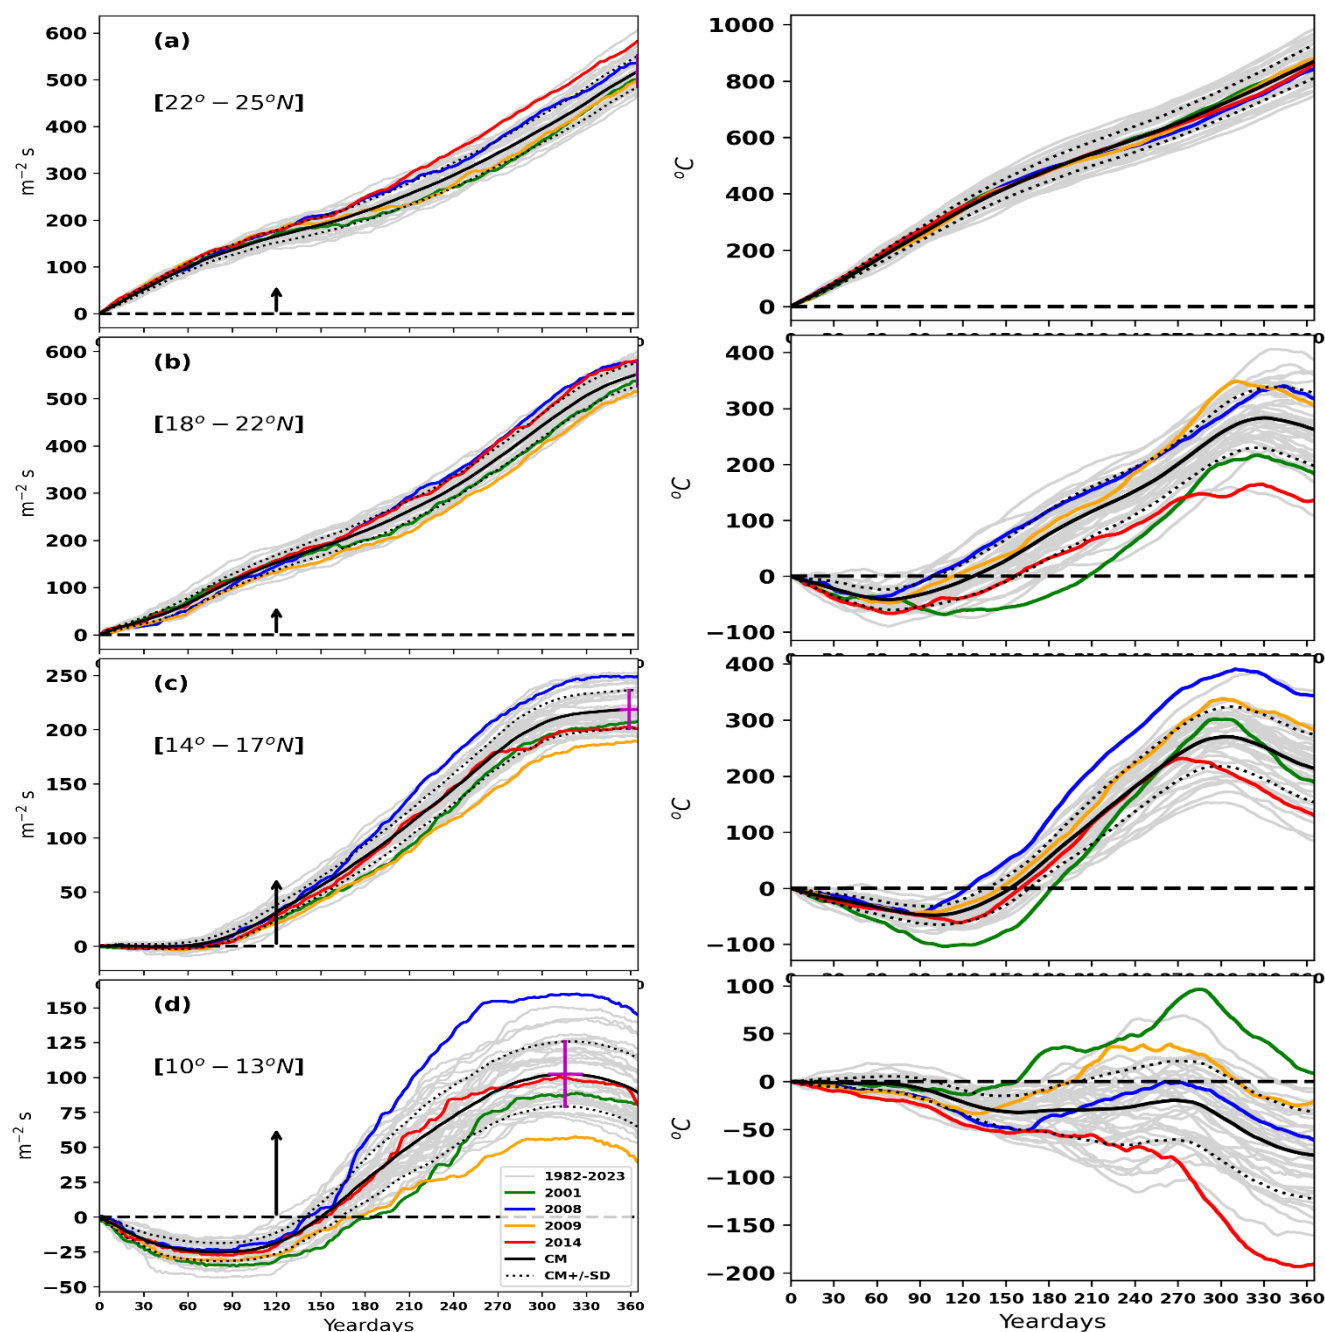 (a)
[22° − 25°N]
m⁻² s
600
500
400
300
200
100
0
°C
1000
800
600
400
200
0
(b)
[18° − 22°N]
m⁻² s
600
500
400
300
200
100
0
°C
400
300
200
100
0
−100
(c)
[14° − 17°N]
m⁻² s
250
200
150
100
50
0
°C
400
300
200
100
0
−100
(d)
[10° − 13°N]
m⁻² s
150
125
100
75
50
25
0
−25
−50
1982-2023
2001
2008
2009
2014
CM
CM+/-SD
0 30 60 90 120 150 180 210 240 270 300 330 360
Yeardays
°C
100
50
0
−50
−100
−150
−200
0 30 60 90 120 150 180 210 240 270 300 330 360
Yeardays